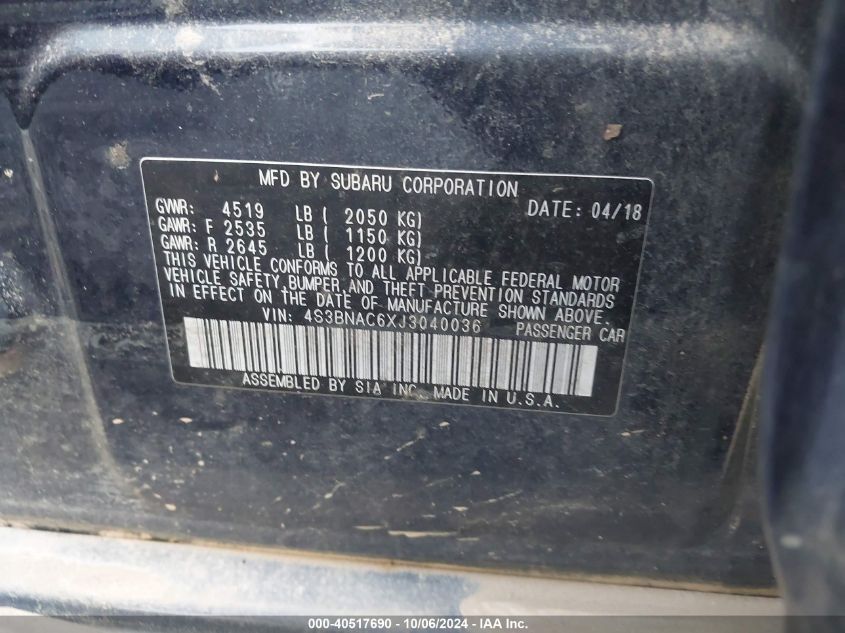 MFD BY SUBARU CORPORATION
GVWR: 4519 LB ( 2050 KG) DATE: 04/18
GAWR: F 2535 LB ( 1150 KG)
GAWR: R 2645 LB ( 1200 KG)
THIS VEHICLE CONFORMS TO ALL APPLICABLE FEDERAL MOTOR
VEHICLE SAFETY, BUMPER, AND THEFT PREVENTION STANDARDS
IN EFFECT ON THE DATE OF MANUFACTURE SHOWN ABOVE.
VIN: 4S3BNAC6XJ3040036 PASSENGER CAR
ASSEMBLED BY SIA INC. MADE IN U.S.A.
000-40517690 - 10/06/2024 - IAA Inc.